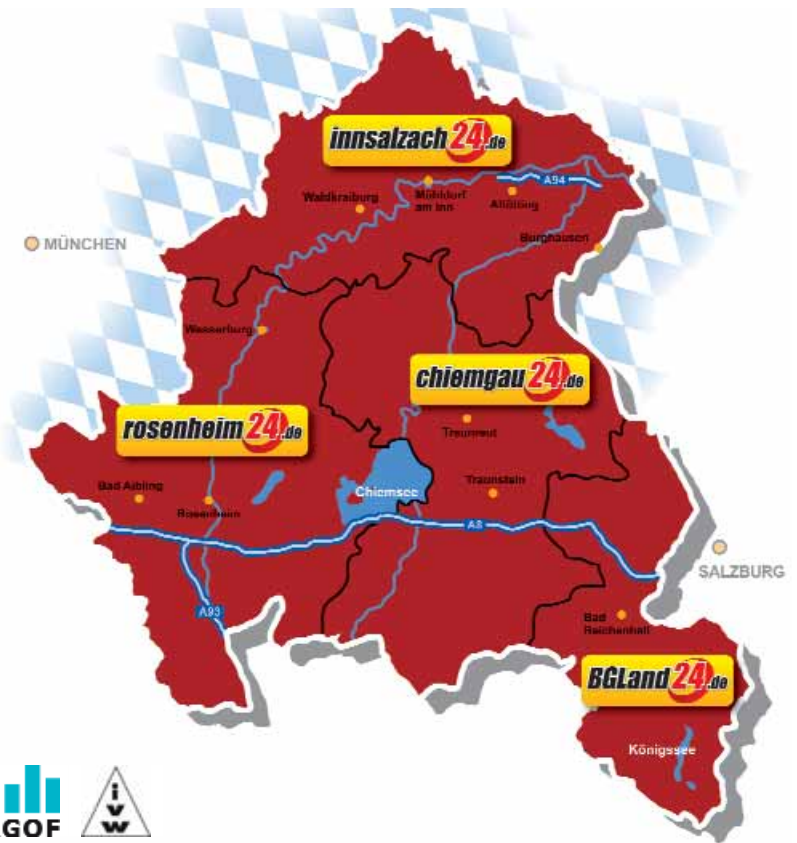 innsalzach24.de
A94
Waldkraiburg
Mühldorf
am Inn
Altötting
MÜNCHEN
Burghausen
Wasserburg
chiemgau24.de
rosenheim24.de
Traunreut
Bad Aibling
Chiemsee
Traunstein
Rosenheim
A8
SALZBURG
A93
Bad
Reichenhall
BGLand24.de
Königssee
GOF
i
v
w